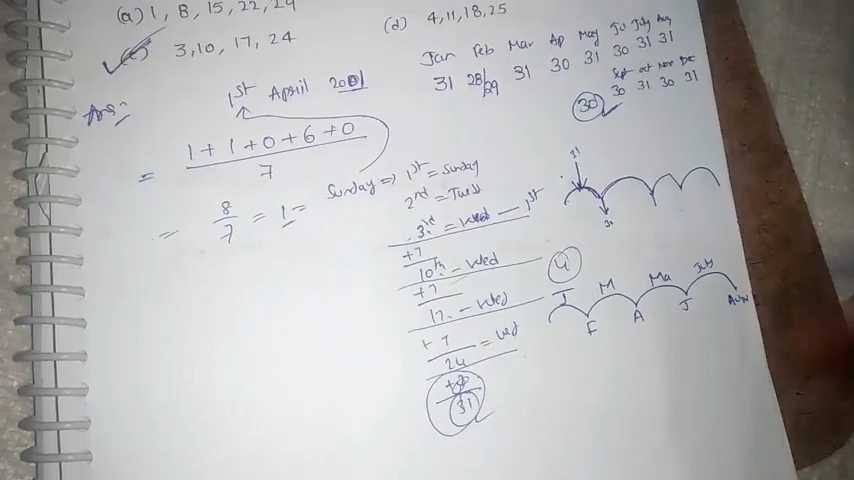 (a) 1, 8, 15, 22, 29
(d) 4, 11, 18, 25
(c) 3, 10, 17, 24
Jan Feb Mar Ap May Ju July Aug
31 28/29 31 30 31 30 31 31
Sept oct Nov Dec
30 31 30 31
30
Ans:
1st April 2001
= 1 + 1 + 0 + 6 + 0
7
= 8/7 = 1 = Sunday => 1st = Sunday
3rd = Wed — 1st
+7
10th - Wed
+7
17 - Wed
+7
24 = Wed
31
31
30
4
J M Ma July
F A J